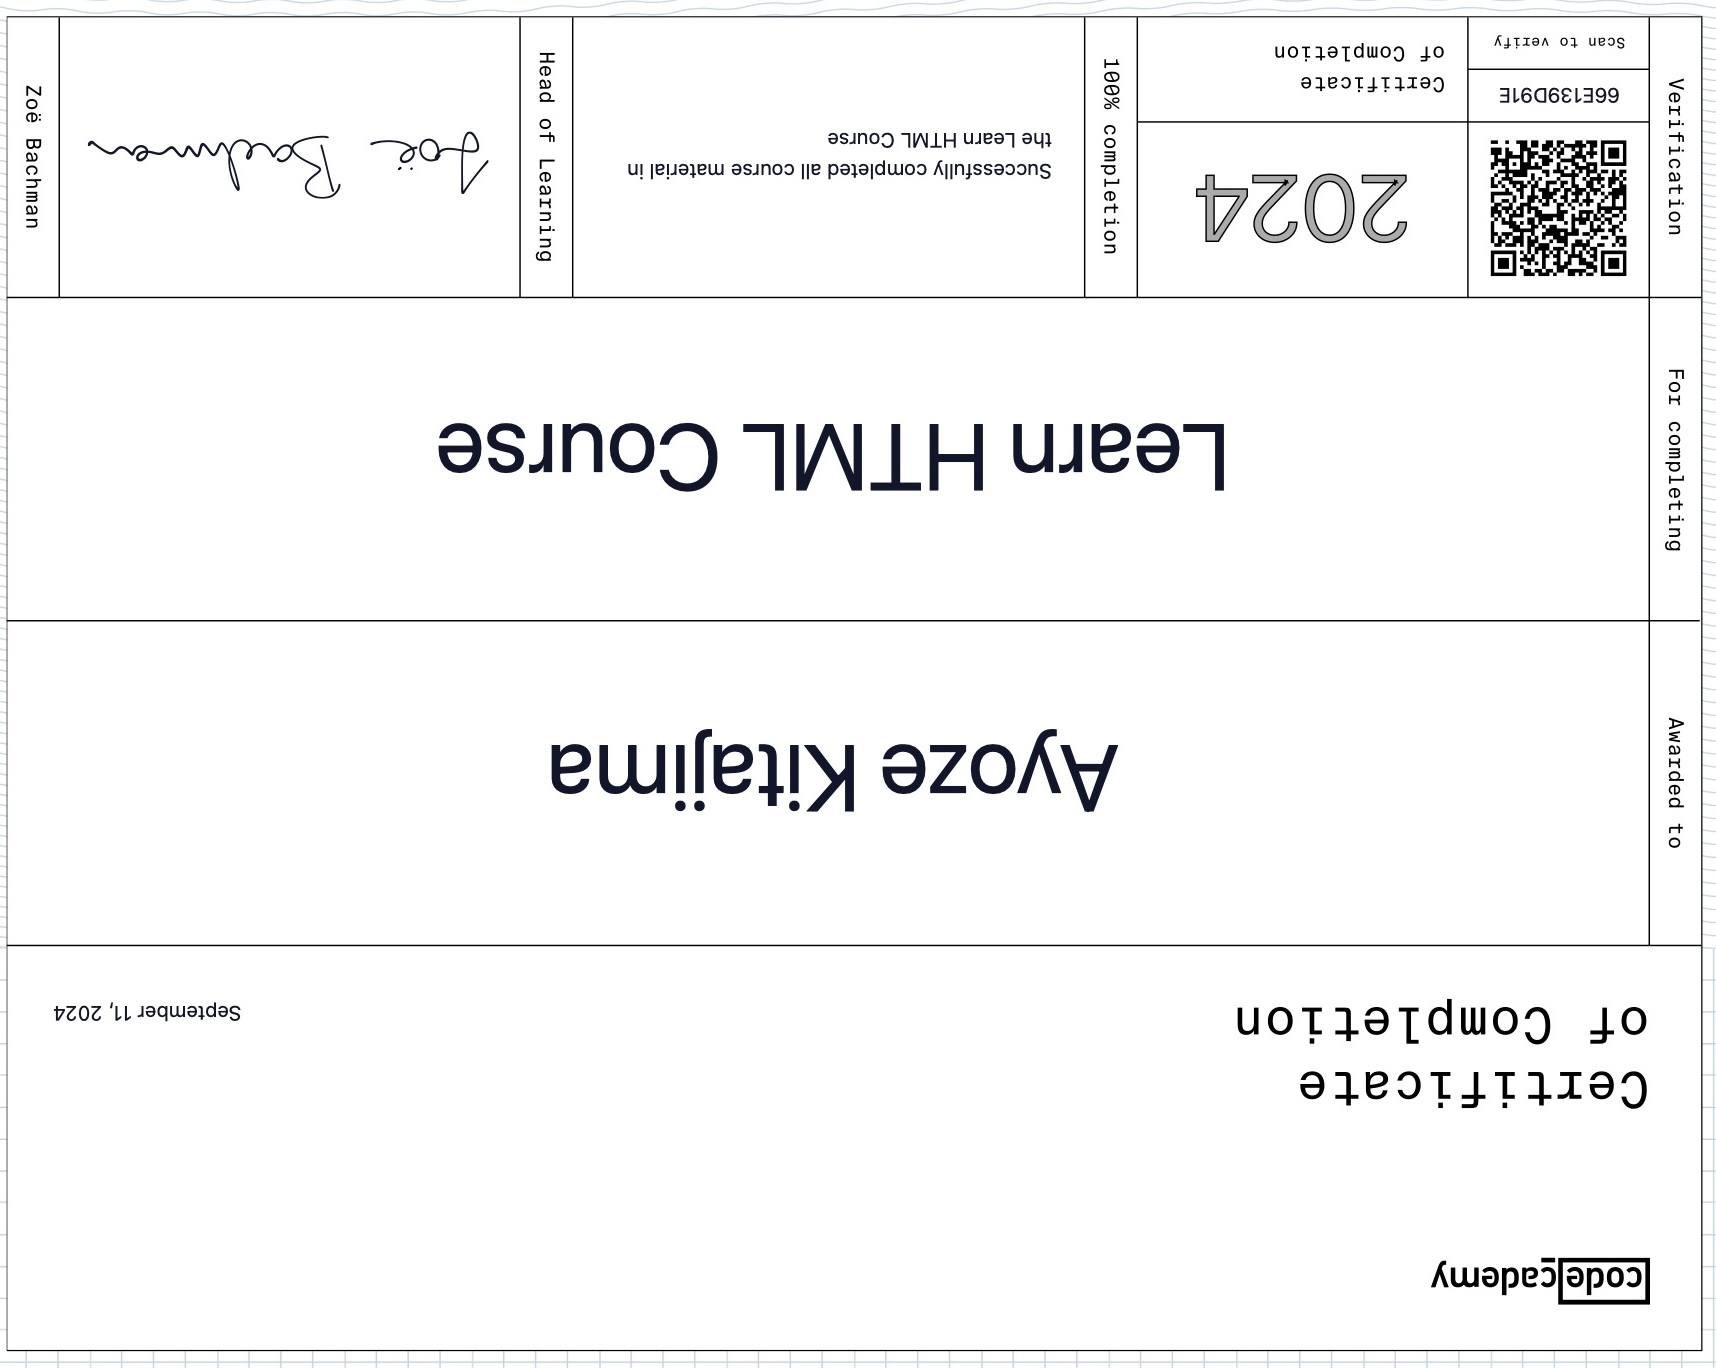 codecademy
Certificate
of Completion
September 11, 2024
Awarded to
Ayoze Kitajima
For completing
Learn HTML Course
Verification
66E139D91E
Scan to verify
2024
Certificate
of Completion
100% completion
Successfully completed all course material in
the Learn HTML Course
Head of Learning
Zoë Bachman
Zoë Bachman